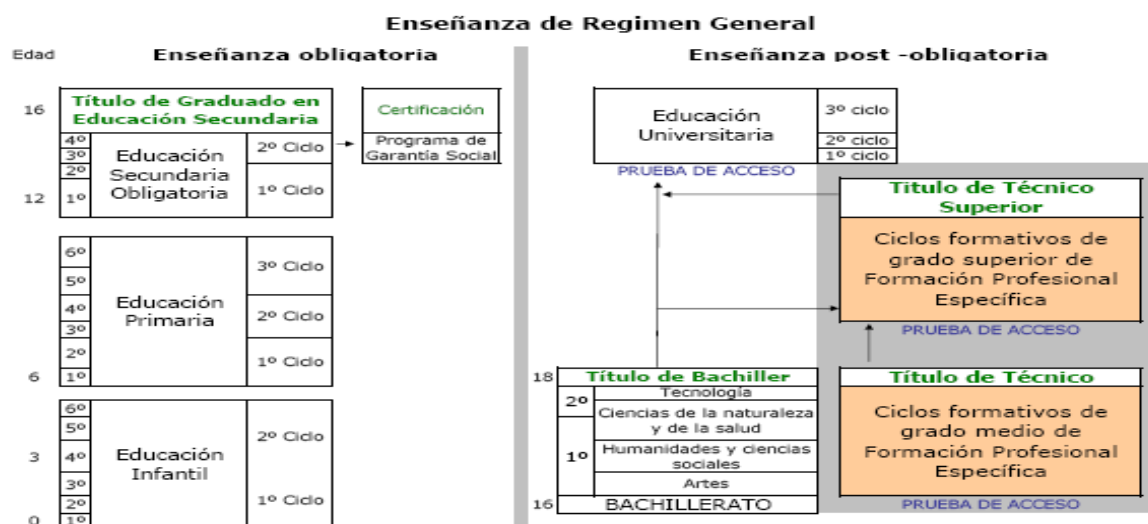 Enseñanza de Regimen General
Edad
Enseñanza obligatoria
16
Título de Graduado en
Educación Secundaria
4º
3º
2º
1º
Educación
Secundaria
Obligatoria
2º Ciclo
1º Ciclo
12
Certificación
Programa de
Garantía Social
6º
5º
4º
3º
2º
1º
Educación
Primaria
3º Ciclo
2º Ciclo
1º Ciclo
6
6º
5º
4º
3º
2º
1º
Educación
Infantil
2º Ciclo
1º Ciclo
3
0
Enseñanza post -obligatoria
Educación
Universitaria
3º ciclo
2º ciclo
1º ciclo
PRUEBA DE ACCESO
Titulo de Técnico
Superior
Ciclos formativos de
grado superior de
Formación Profesional
Específica
PRUEBA DE ACCESO
18
Título de Bachiller
2º
1º
Tecnología
Ciencias de la naturaleza
y de la salud
Humanidades y ciencias
sociales
Artes
16
BACHILLERATO
Título de Técnico
Ciclos formativos de
grado medio de
Formación Profesional
Específica
PRUEBA DE ACCESO